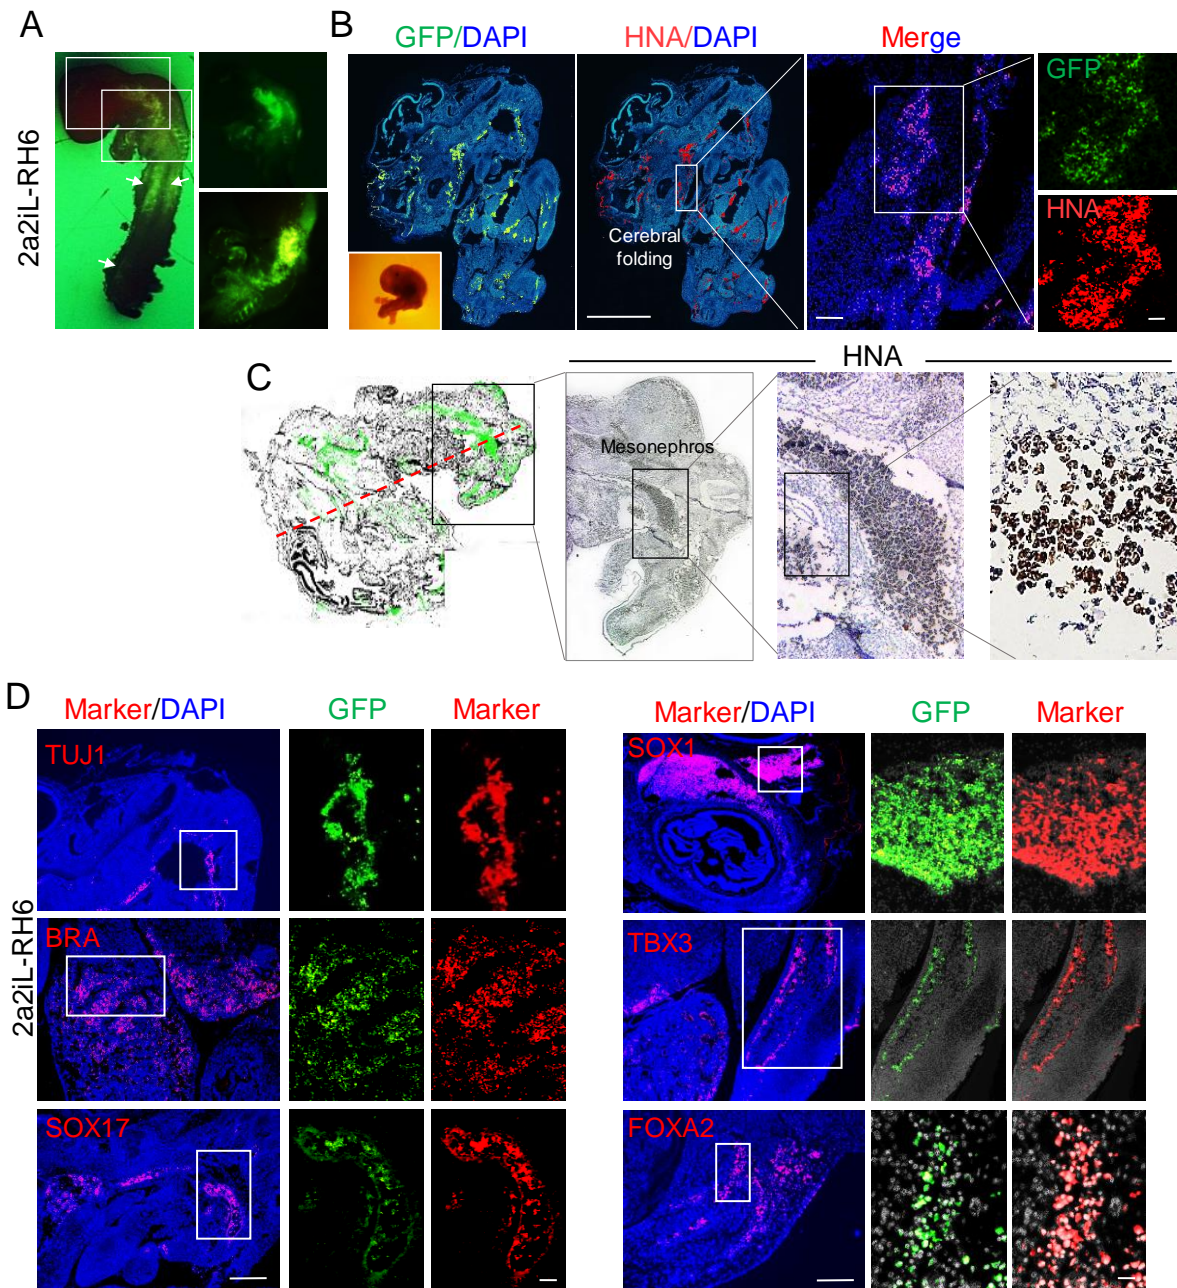 A
2a2iL-RH6
B
GFP/DAPI
HNA/DAPI
Merge
GFP
HNA
Cerebral
folding
C
HNA
Mesonephros
D
2a2iL-RH6
Marker/DAPI
GFP
Marker
TUJ1
BRA
SOX17
Marker/DAPI
GFP
Marker
SOX1
TBX3
FOXA2